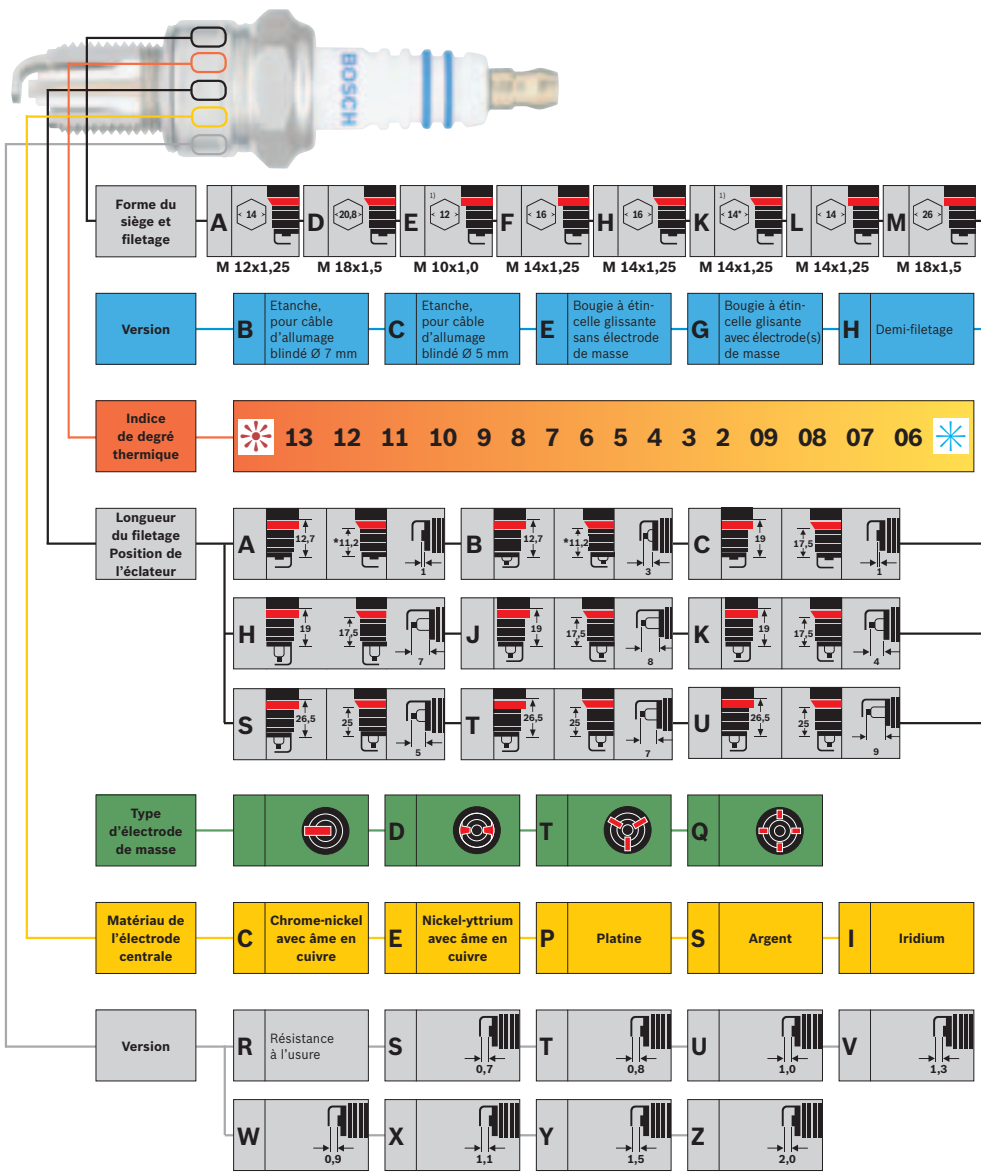 BOSCH
Forme du
siège et
filetage
A < 14 > D <20,8> E 1) < 12 > F < 16 > H < 16 > K 1) < 14* > L < 14 > M < 26 >
M 12x1,25 M 18x1,5 M 10x1,0 M 14x1,25 M 14x1,25 M 14x1,25 M 14x1,25 M 18x1,5
Version
B
Etanche,
pour câble
d'allumage
blindé Ø 7 mm
C
Etanche,
pour câble
d'allumage
blindé Ø 5 mm
E
Bougie à étin-
celle glissante
sans électrode
de masse
G
Bougie à étin-
celle glisante
avec électrode(s)
de masse
H
Demi-filetage
Indice
de degré
thermique
13 12 11 10 9 8 7 6 5 4 3 2 09 08 07 06
Longueur
du filetage
Position de
l'éclateur
A 12,7 *11,2 1
B 12,7 *11,2 3
C 19 17,5 1
H 19 17,5 7
J 19 17,5 8
K 19 17,5 4
S 26,5 25 5
T 26,5 25 7
U 26,5 25 9
Type
d'électrode
de masse
D T Q
Matériau de
l'électrode
centrale
C
Chrome-nickel
avec âme en
cuivre
E
Nickel-yttrium
avec âme en
cuivre
P
Platine
S
Argent
I
Iridium
Version
R
Résistance
à l'usure
S 0,7
T 0,8
U 1,0
V 1,3
W 0,9
X 1,1
Y 1,5
Z 2,0